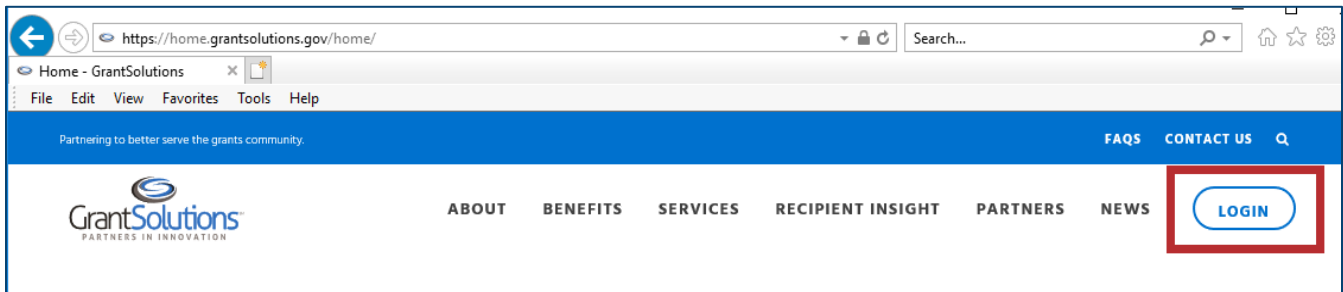 https://home.grantsolutions.gov/home/
Search...
Home - GrantSolutions
File Edit View Favorites Tools Help
Partnering to better serve the grants community.
FAQS CONTACT US
GrantSolutions
PARTNERS IN INNOVATION
ABOUT BENEFITS SERVICES RECIPIENT INSIGHT PARTNERS NEWS LOGIN